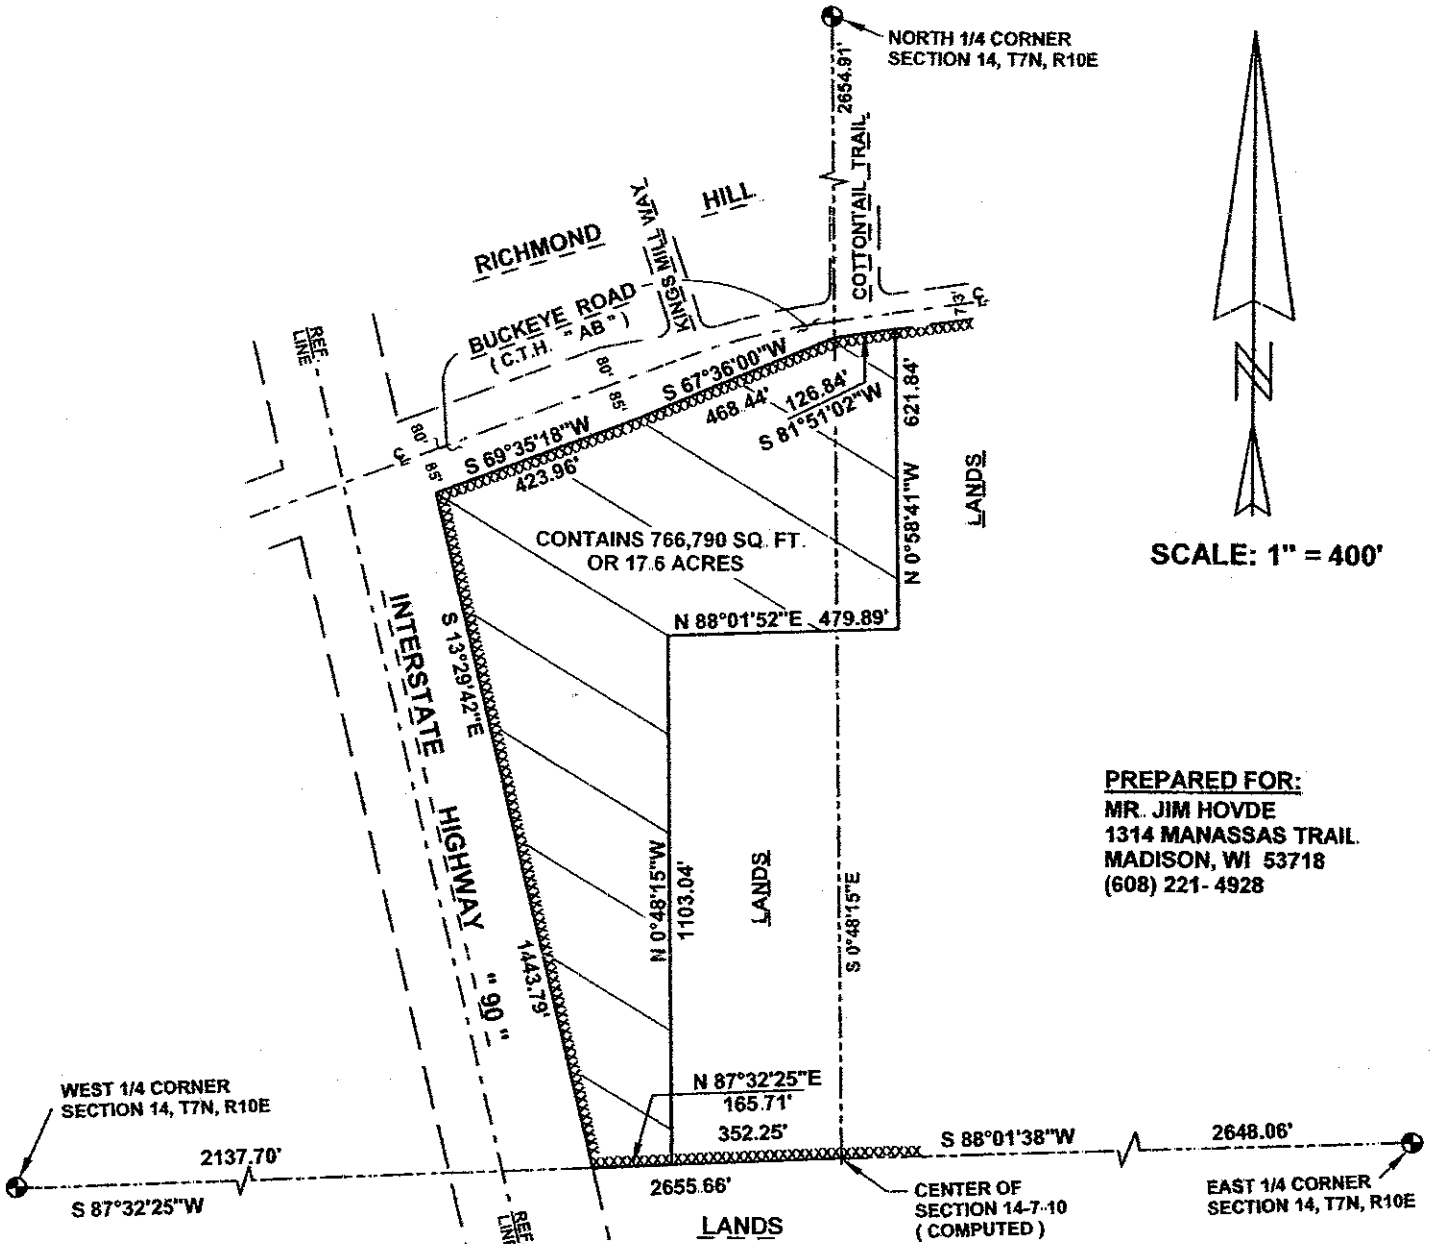 NORTH 1/4 CORNER
SECTION 14, T7N, R10E
2654.91'
COTTONTAIL TRAIL
RICHMOND HILL
KINGS MILL WAY
BUCKEYE ROAD
( C.T.H. "AB" )
REF.
LINE
80'
85'
80'
85'
73'
S 67°36'00"W
468.44'
126.84'
S 81°51'02"W
S 69°35'18"W
423.96'
621.84'
N 0°58'41"W
LANDS
CONTAINS 766,790 SQ. FT.
OR 17.6 ACRES
SCALE: 1" = 400'
N
N 88°01'52"E 479.89'
INTERSTATE HIGHWAY "90"
S 13°29'42"E
1443.79'
N 0°48'15"W
1103.04'
LANDS
S 0°48'15"E
PREPARED FOR:
MR. JIM HOVDE
1314 MANASSAS TRAIL
MADISON, WI 53718
(608) 221-4928
WEST 1/4 CORNER
SECTION 14, T7N, R10E
2137.70'
S 87°32'25"W
N 87°32'25"E
165.71'
352.25'
2655.66'
S 88°01'38"W
2648.06'
CENTER OF
SECTION 14-7-10
( COMPUTED )
EAST 1/4 CORNER
SECTION 14, T7N, R10E
REF.
LINE
LANDS